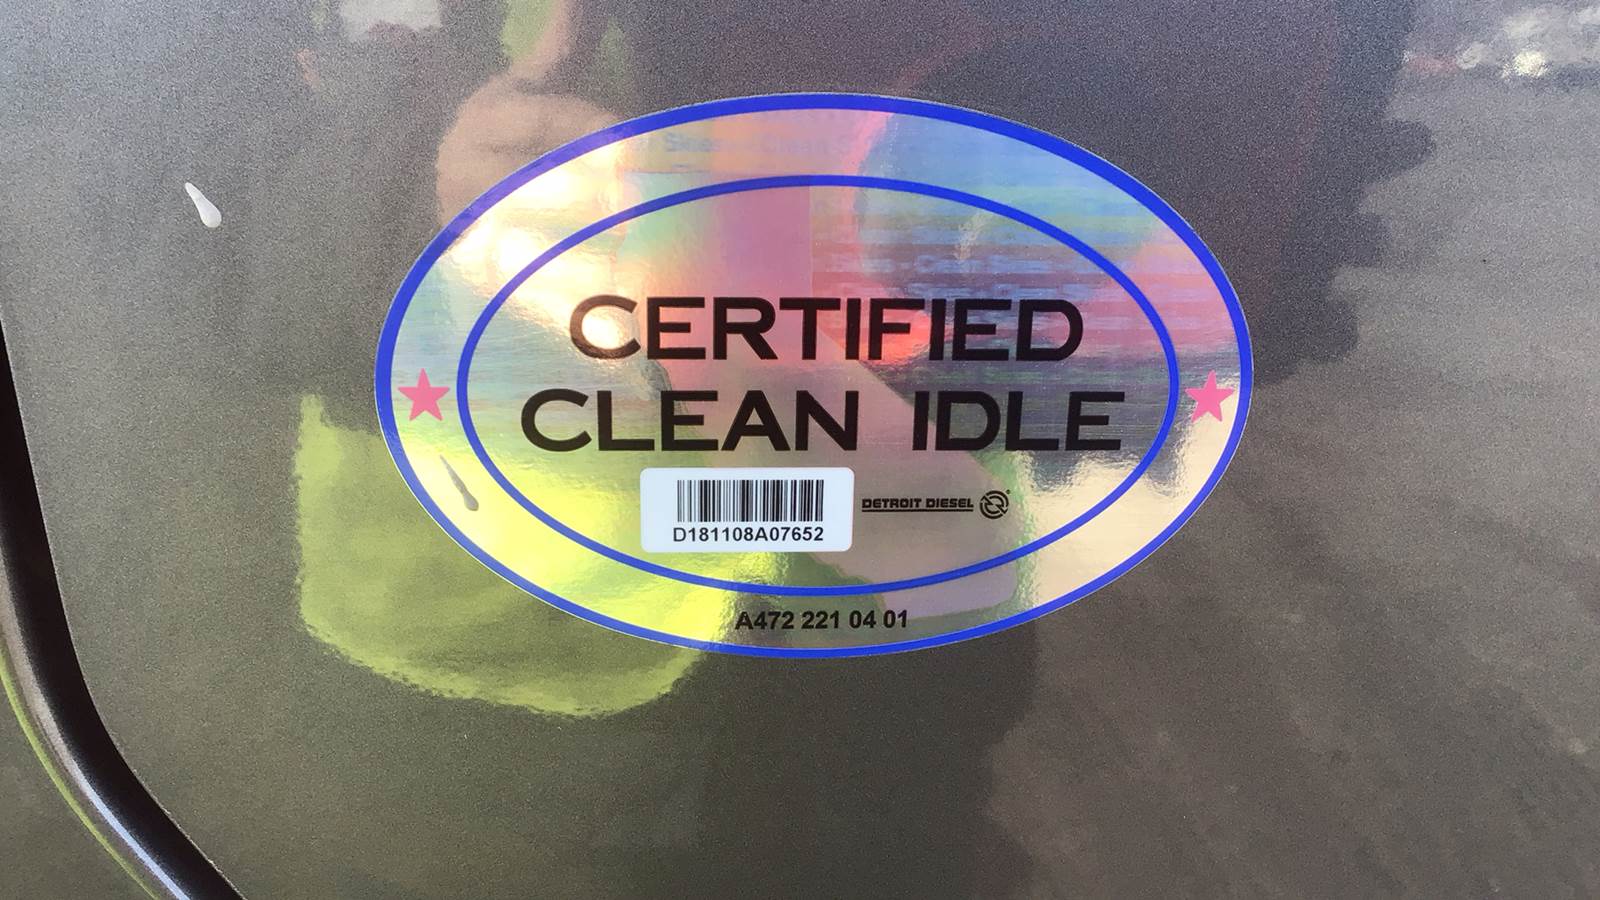 CERTIFIED
CLEAN IDLE
D181108A07652
DETROIT DIESEL
A472 221 04 01